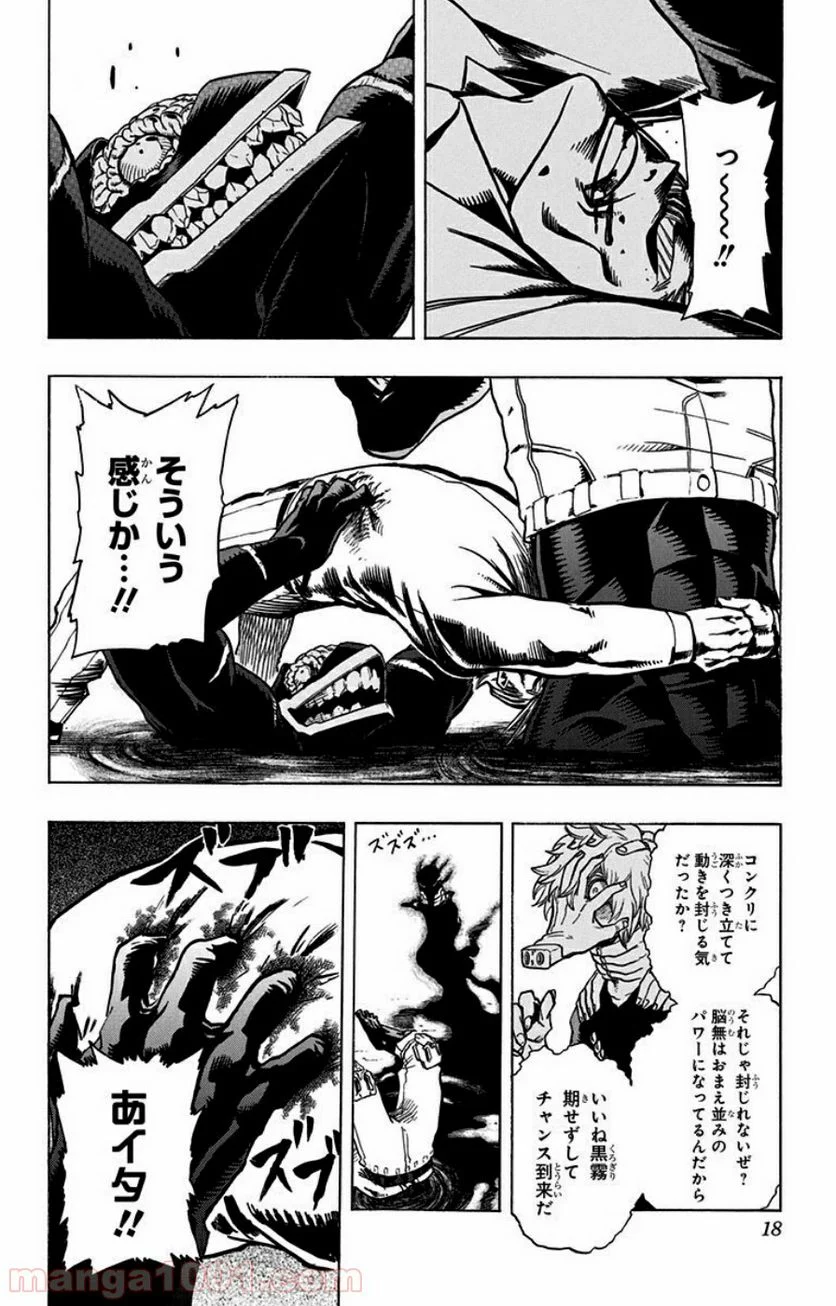 つ〜〜〜!!
そういう
感じか…!!
コンクリに
深くつき立てて
動きを封じる気
だったか？
それじゃ封じれないぜ？
脳無はおまえ並みの
パワーになってるんだから
いいね黒霧
期せずして
チャンス到来だ
ズズズ…
ズズ
あイタ!!
ズズ
18
manga1001.com